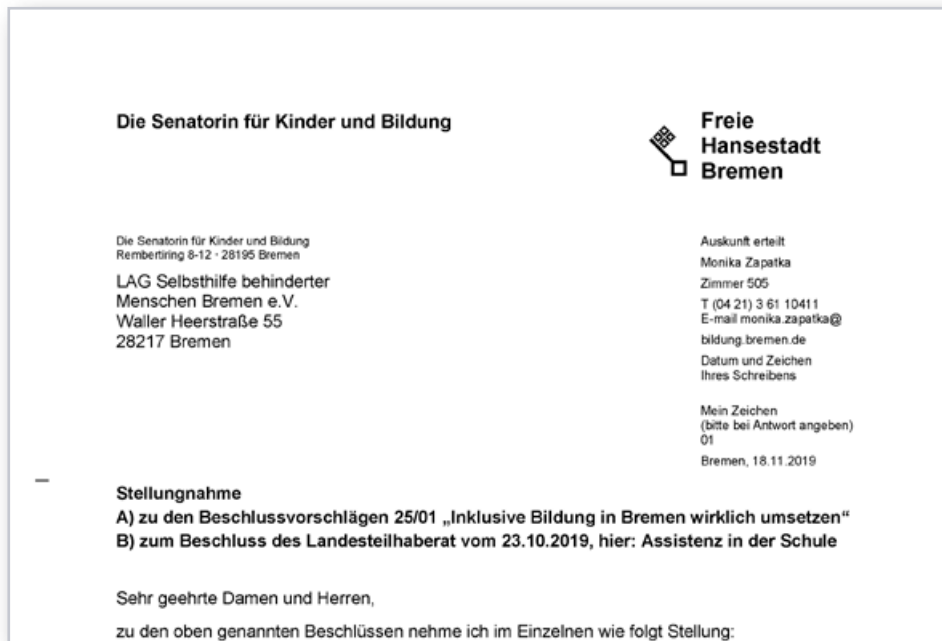 Die Senatorin für Kinder und Bildung
Freie
Hansestadt
Bremen
Die Senatorin für Kinder und Bildung
Rembertiring 8-12 · 28195 Bremen
LAG Selbsthilfe behinderter
Menschen Bremen e.V.
Waller Heerstraße 55
28217 Bremen
Auskunft erteilt
Monika Zapatka
Zimmer 505
T (04 21) 3 61 10411
E-mail monika.zapatka@
bildung.bremen.de
Datum und Zeichen
Ihres Schreibens
Mein Zeichen
(bitte bei Antwort angeben)
01
Bremen, 18.11.2019
Stellungnahme
A) zu den Beschlussvorschlägen 25/01 „Inklusive Bildung in Bremen wirklich umsetzen“
B) zum Beschluss des Landesteilhaberat vom 23.10.2019, hier: Assistenz in der Schule
Sehr geehrte Damen und Herren,
zu den oben genannten Beschlüssen nehme ich im Einzelnen wie folgt Stellung: